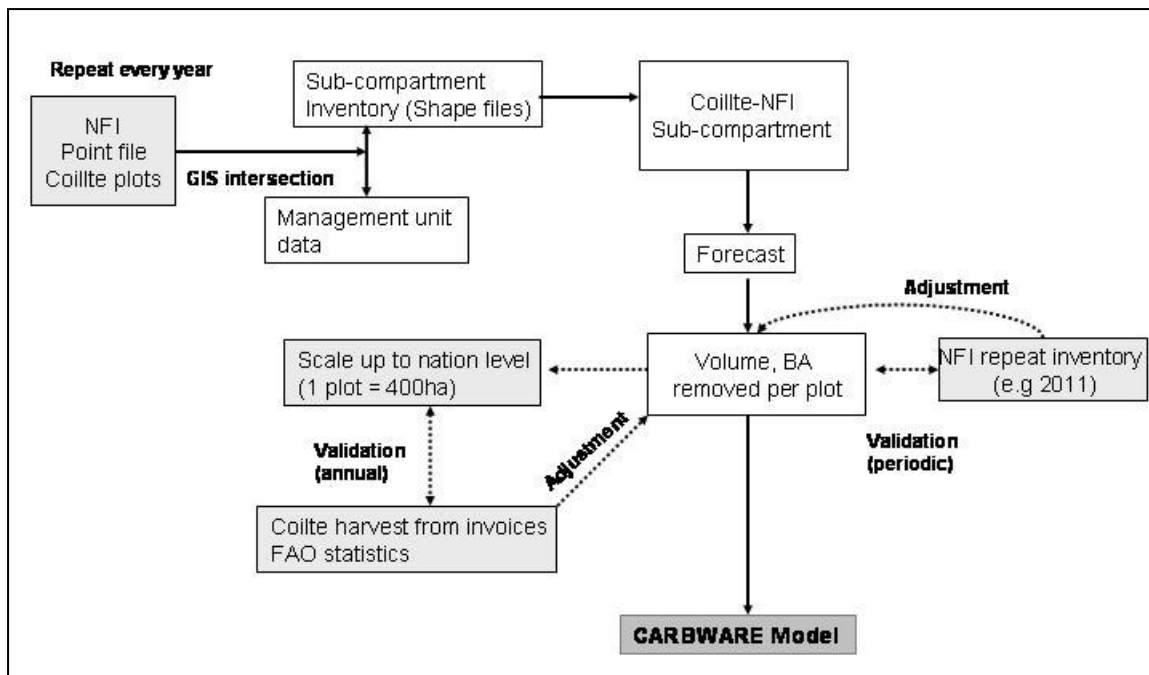 Repeat every year
NFI
Point file
Coillte plots
GIS intersection
Sub-compartment
Inventory (Shape files)
Management unit
data
Coillte-NFI
Sub-compartment
Forecast
Adjustment
Scale up to nation level
(1 plot = 400ha)
Volume, BA
removed per plot
NFI repeat inventory
(e.g 2011)
Validation
(annual)
Adjustment
Validation
(periodic)
Coilte harvest from invoices
FAO statistics
CARBWARE Model